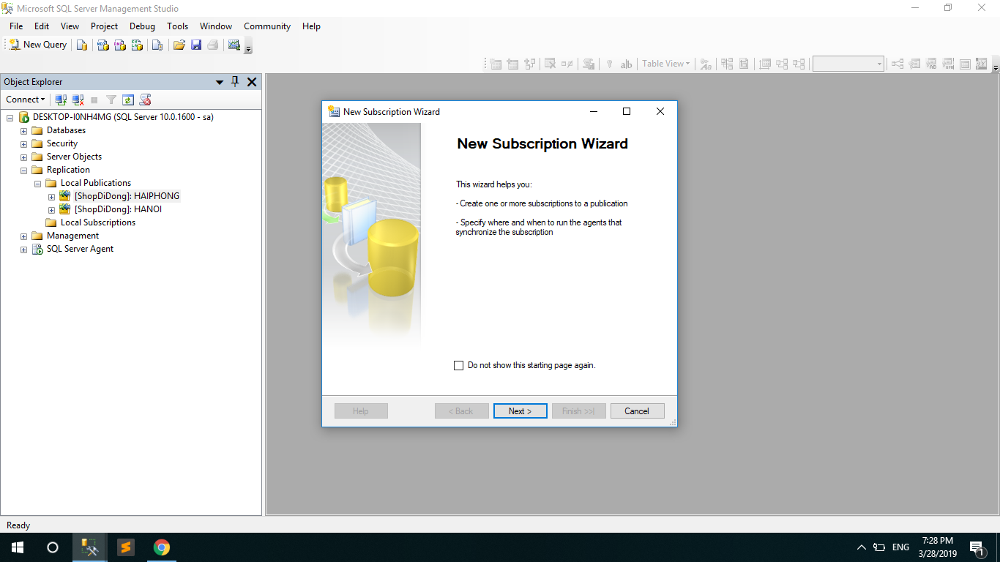 Microsoft SQL Server Management Studio
File Edit View Project Debug Tools Window Community Help
New Query
Table View
Object Explorer
Connect
DESKTOP-I0NH4MG (SQL Server 10.0.1600 - sa)
Databases
Security
Server Objects
Replication
Local Publications
[ShopDiDong]: HAIPHONG
[ShopDiDong]: HANOI
Local Subscriptions
Management
SQL Server Agent
New Subscription Wizard
New Subscription Wizard
This wizard helps you:
- Create one or more subscriptions to a publication
- Specify where and when to run the agents that
synchronize the subscription
Do not show this starting page again.
Help < Back Next > Finish >>| Cancel
Ready
ENG
7:28 PM
3/28/2019
1